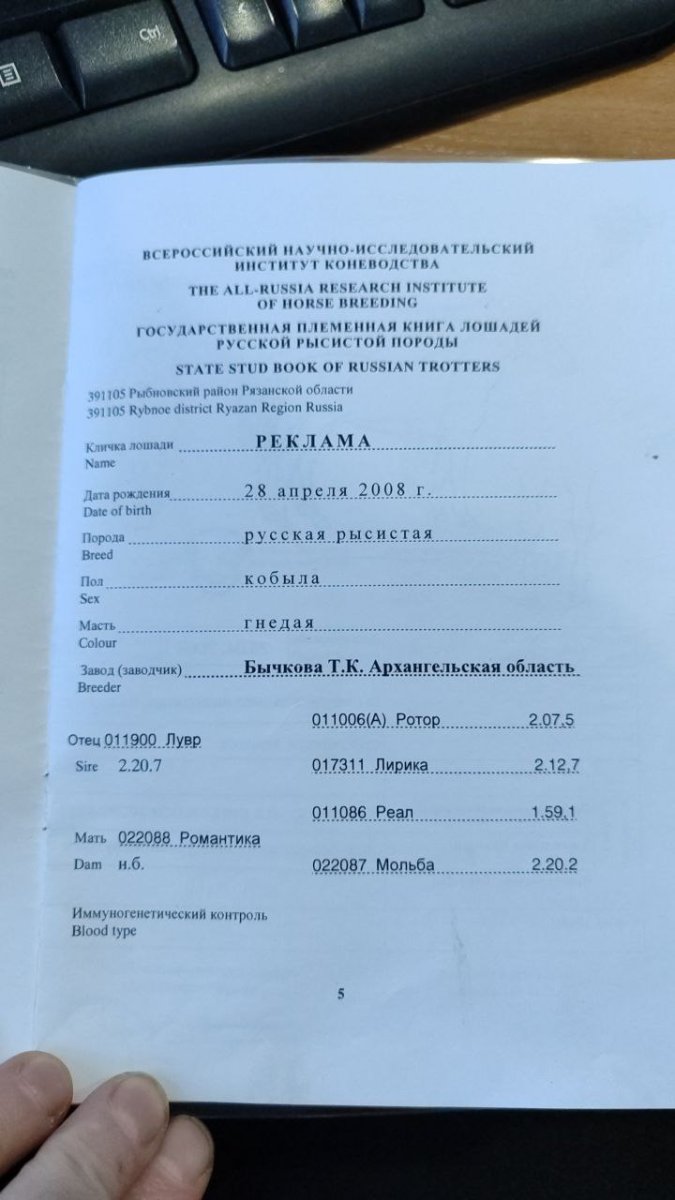 Ctrl
ВСЕРОССИЙСКИЙ НАУЧНО-ИССЛЕДОВАТЕЛЬСКИЙ
ИНСТИТУТ КОНЕВОДСТВА
THE ALL-RUSSIA RESEARCH INSTITUTE
OF HORSE BREEDING
ГОСУДАРСТВЕННАЯ ПЛЕМЕННАЯ КНИГА ЛОШАДЕЙ
РУССКОЙ РЫСИСТОЙ ПОРОДЫ
STATE STUD BOOK OF RUSSIAN TROTTERS
391105 Рыбновский район Рязанской области
391105 Rybnoe district Ryazan Region Russia
Кличка лошади РЕКЛАМА
Name
Дата рождения 28 апреля 2008 г.
Date of birth
Порода русская рысистая
Breed
Пол кобыла
Sex
Масть гнедая
Colour
Завод (заводчик) Бычкова Т.К. Архангельская область
Breeder
011006(А) Ротор 2.07,5
Отец 011900 Лувр
Sire 2.20.7
017311 Лирика 2.12,7
011086 Реал 1.59.1
Мать 022088 Романтика
Dam н.б.
022087 Мольба 2.20.2
Иммуногенетический контроль
Blood type
5